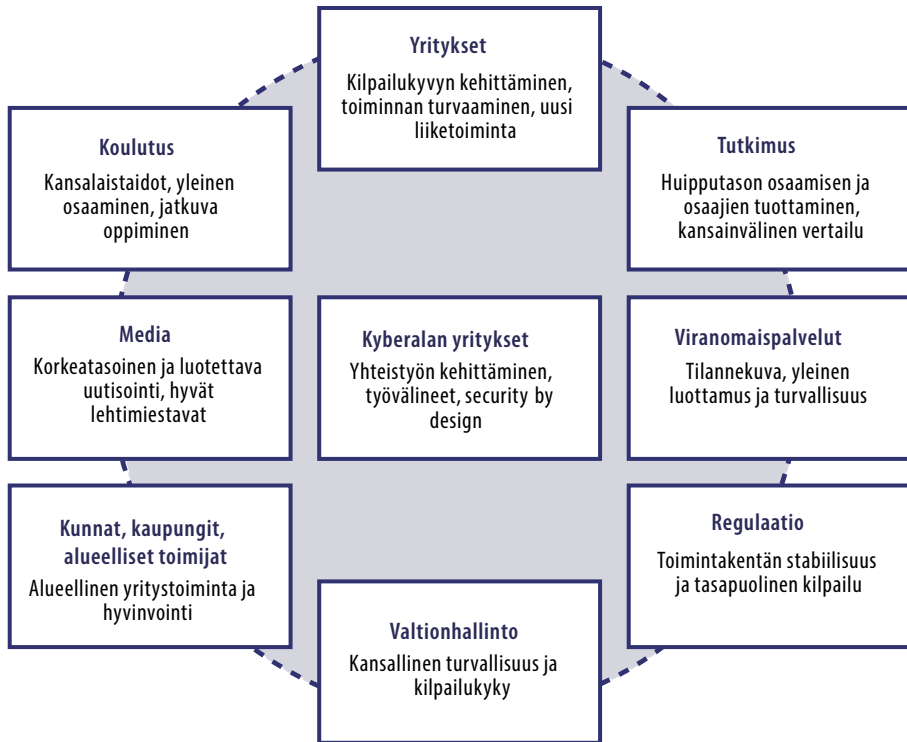 Yritykset
Kilpailukyvyn kehittäminen,
toiminnan turvaaminen, uusi
liiketoiminta
Koulutus
Kansalaistaidot, yleinen
osaaminen, jatkuva
oppiminen
Tutkimus
Huipputason osaamisen ja
osaajien tuottaminen,
kansainvälinen vertailu
Media
Korkeatasoinen ja luotettava
uutisointi, hyvät
lehtimiestavat
Kyberalan yritykset
Yhteistyön kehittäminen,
työvälineet, security by
design
Viranomaispalvelut
Tilannekuva, yleinen
luottamus ja turvallisuus
Kunnat, kaupungit,
alueelliset toimijat
Alueellinen yritystoiminta ja
hyvinvointi
Regulaatio
Toimintakentän stabiilisuus
ja tasapuolinen kilpailu
Valtionhallinto
Kansallinen turvallisuus ja
kilpailukyky